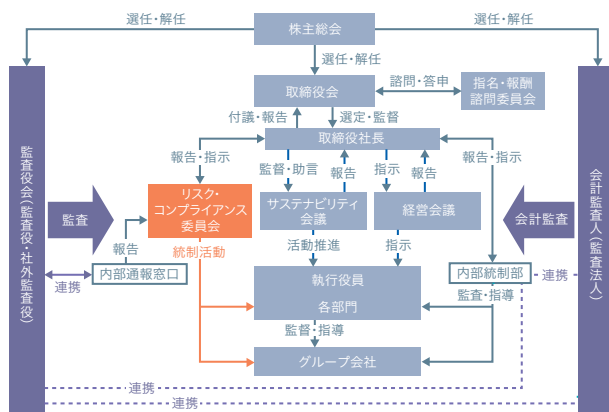 選任・解任
株主総会
選任・解任
選任・解任
取締役会
諮問・答申
指名・報酬
諮問委員会
付議・報告
選定・監督
取締役社長
報告・指示
監督・助言
報告
指示
報告
報告・指示
監査役会(監査役・社外監査役)
監査
リスク・
コンプライアンス
委員会
サステナビリティ
会議
経営会議
会計監査
会計監査人(監査法人)
報告
統制活動
活動推進
指示
連携
内部通報窓口
執行役員
各部門
内部統制部
連携
監査・指導
監督・指導
グループ会社
連携
連携